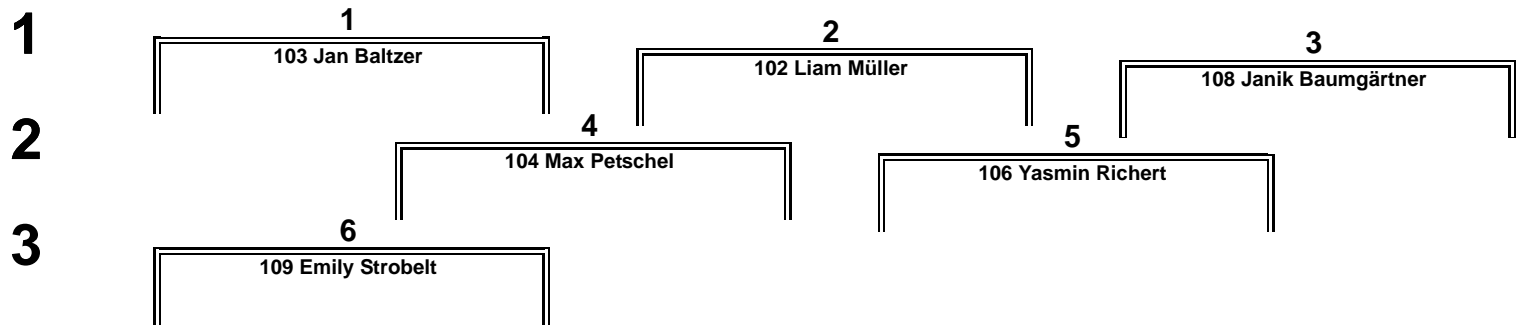 1
1
103 Jan Baltzer
2
102 Liam Müller
3
108 Janik Baumgärtner
2
4
104 Max Petschel
5
106 Yasmin Richert
3
6
109 Emily Strobelt